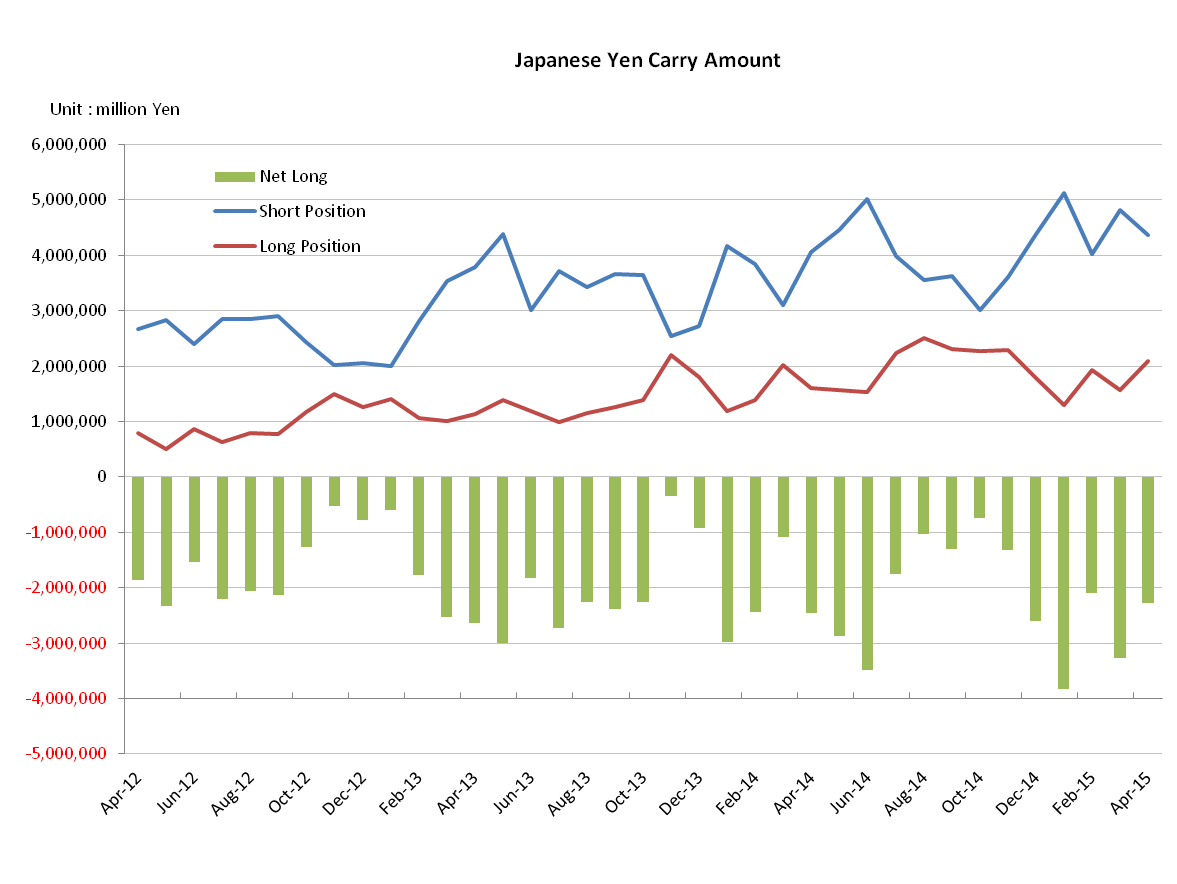 Japanese Yen Carry Amount
Unit : million Yen
6,000,000
5,000,000
4,000,000
3,000,000
2,000,000
1,000,000
0
-1,000,000
-2,000,000
-3,000,000
-4,000,000
-5,000,000
Net Long
Short Position
Long Position
Apr-12
Jun-12
Aug-12
Oct-12
Dec-12
Feb-13
Apr-13
Jun-13
Aug-13
Oct-13
Dec-13
Feb-14
Apr-14
Jun-14
Aug-14
Oct-14
Dec-14
Feb-15
Apr-15